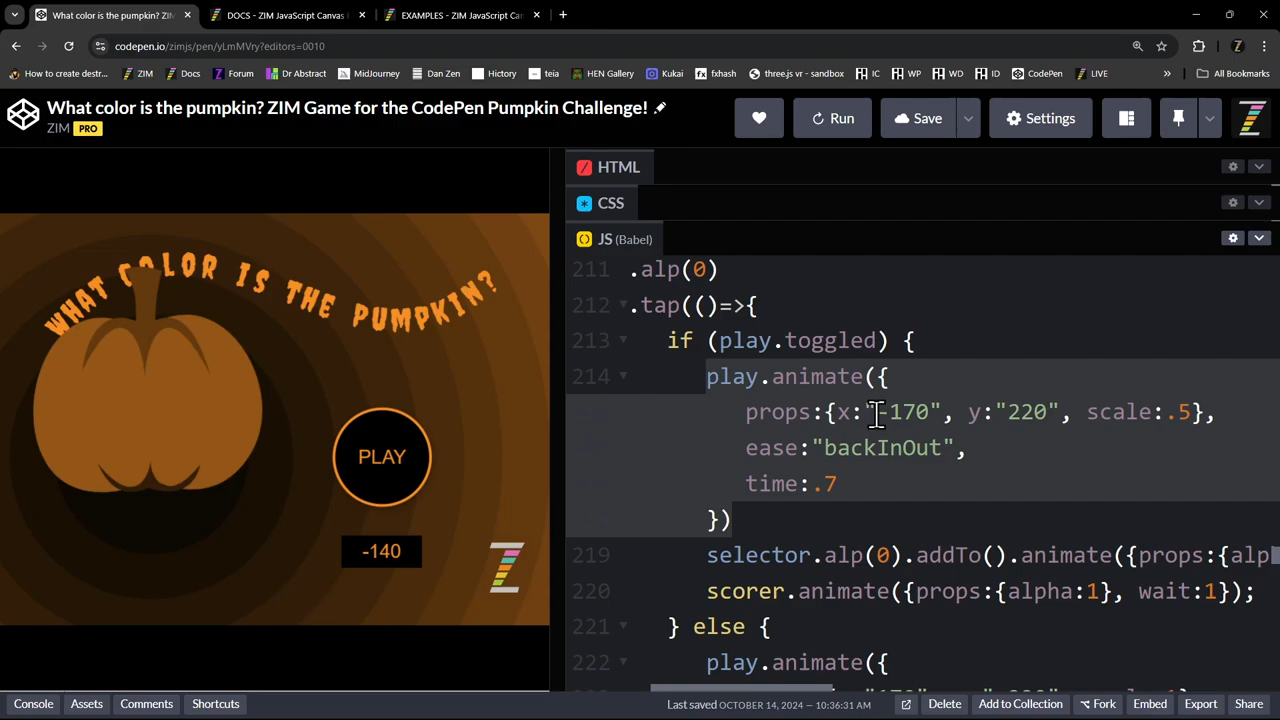 What color is the pumpkin? ZIM
DOCS - ZIM JavaScript Canvas
EXAMPLES - ZIM JavaScript Can
codepen.io/zimjs/pen/yLmMVry?editors=0010
How to create destr...
ZIM
Docs
Forum
Dr Abstract
MidJourney
Dan Zen
Hictory
teia
HEN Gallery
Kukai
fxhash
three.js vr - sandbox
IC
WP
WD
ID
CodePen
LIVE
»
All Bookmarks
What color is the pumpkin? ZIM Game for the CodePen Pumpkin Challenge!
ZIM PRO
Run
Save
Settings
HTML
CSS
JS (Babel)
WHAT COLOR IS THE PUMPKIN?
PLAY
-140
211 .alp(0)
212 .tap(()=>{
213 if (play.toggled) {
214 play.animate({
props:{x:"-170", y:"220", scale:.5},
ease:"backInOut",
time:.7
})
219 selector.alp(0).addTo().animate({props:{alp
220 scorer.animate({props:{alpha:1}, wait:1});
221 } else {
222 play.animate({
Console
Assets
Comments
Shortcuts
Last saved OCTOBER 14, 2024 — 10:36:31 AM
Delete
Add to Collection
Fork
Embed
Export
Share